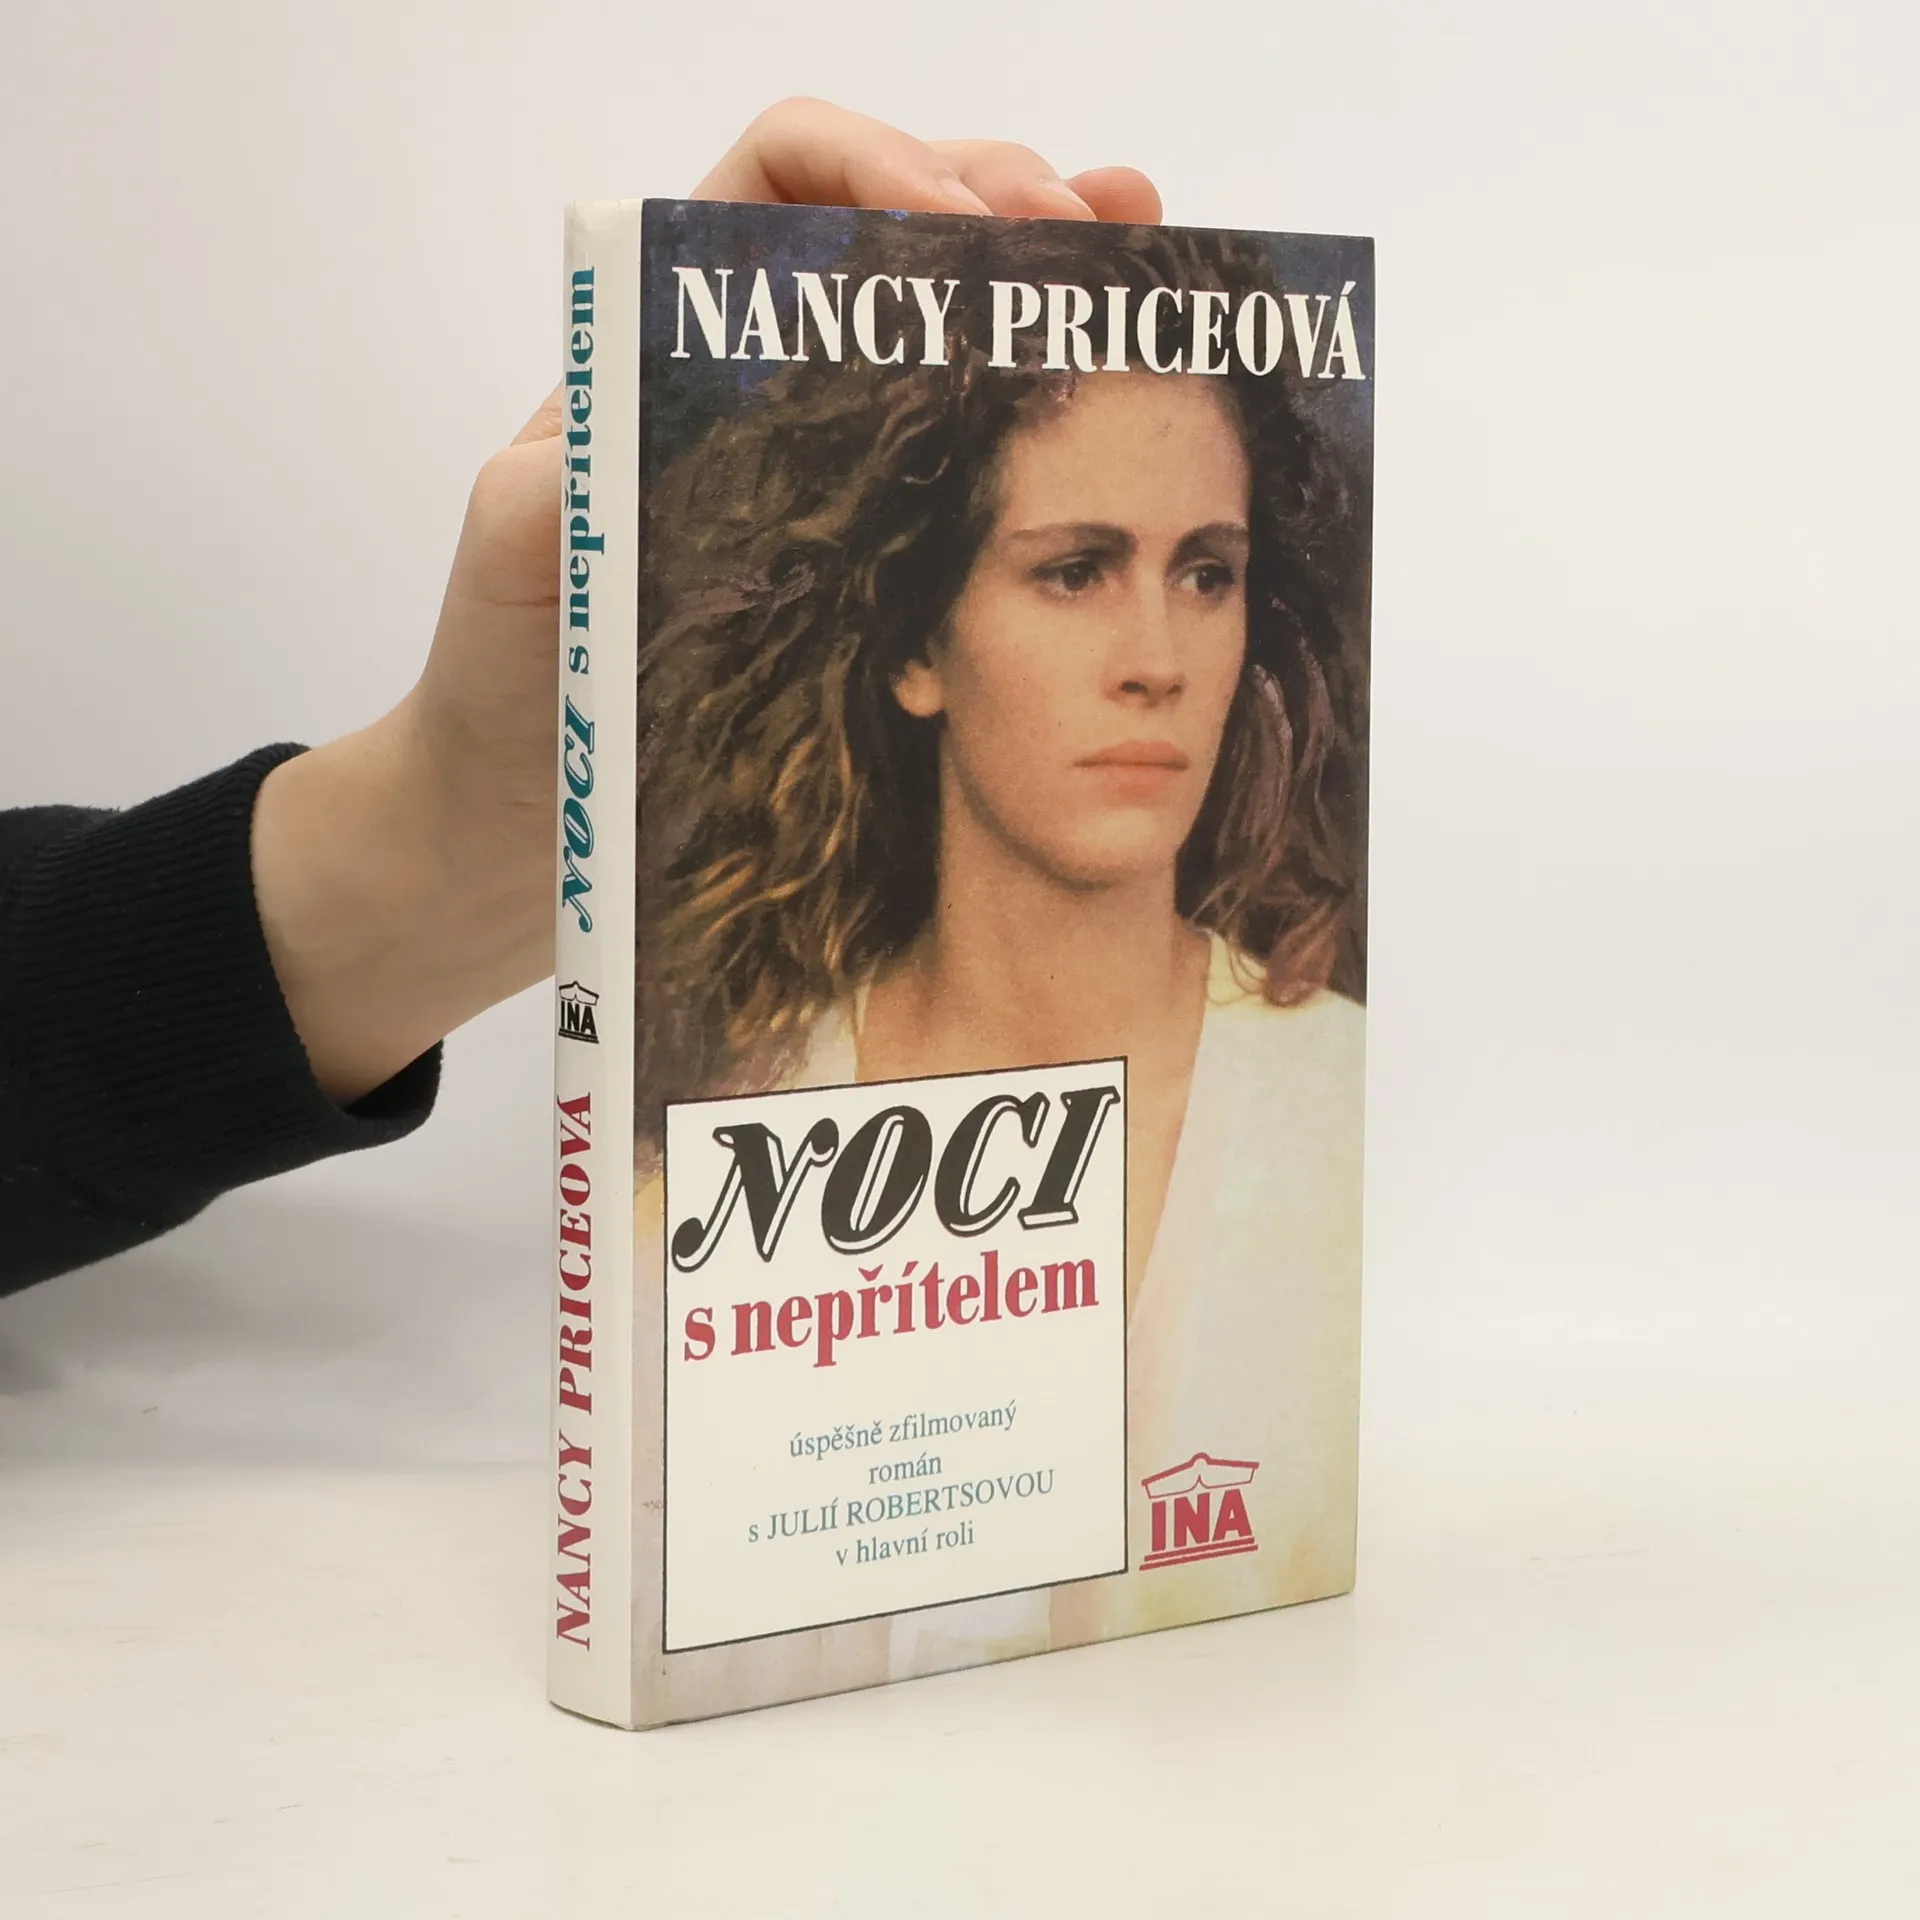 NANCY PRICEOVÁ
NOCI
s nepřítelem
úspěšně zfilmovaný
román
s JULIÍ ROBERTSOVOU
v hlavní roli
INA
NANCY PRICEOVÁ INA NOCI s nepřítelem